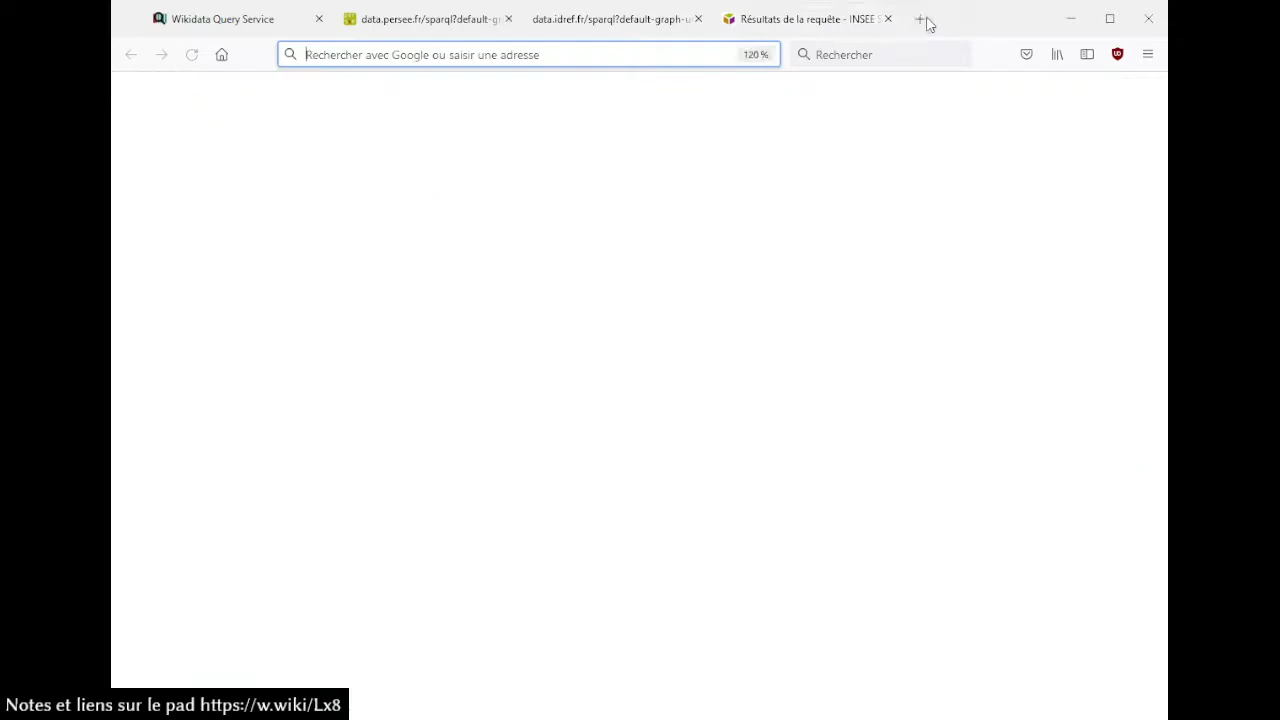 Wikidata Query Service
data.persee.fr/sparql?default-gr
data.idref.fr/sparql?default-graph-u
Résultats de la requête - INSEE S
Rechercher avec Google ou saisir une adresse
120 %
Rechercher
Notes et liens sur le pad https://w.wiki/Lx8